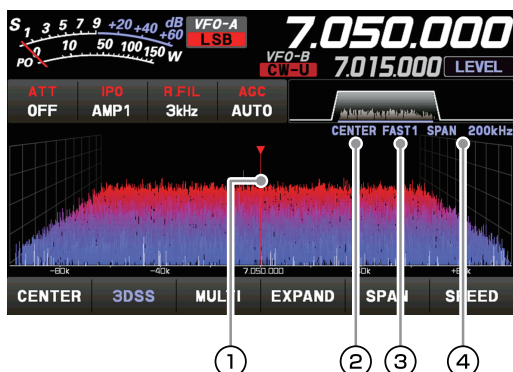 S 1 3 5 7 9 +20 +40 +60 dB
PO 0 10 50 100 150 W
VFO-A
LSB
7.050.000
VFO-B
CW-U
7.015.000
LEVEL
ATT IPO R.FIL AGC
OFF AMP1 3kHz AUTO
CENTER FAST1 SPAN 200kHz
1
-80k -40k 7.050.000
CENTER 3DSS MULTI EXPAND SPAN SPEED
1 2 3 4